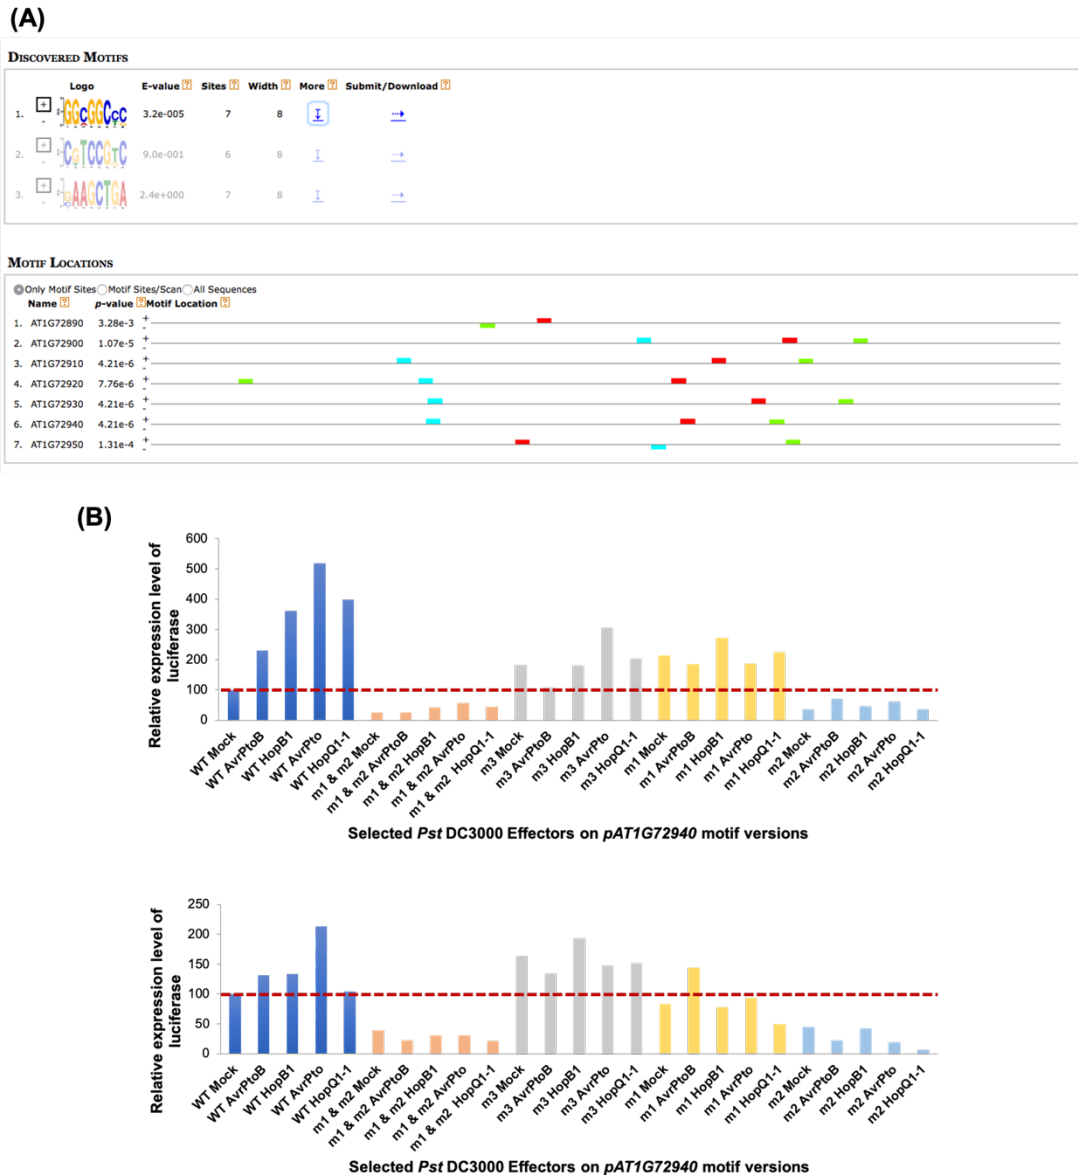 (A)
DISCOVERED MOTIFS
Logo E-value ? Sites ? Width ? More ? Submit/Download ?
1. + GGCGGCCC 3.2e-005 7 8
-
2. + CGTCCGTC 9.0e-001 6 8
-
3. + GAAGCTGA 2.4e+000 7 8
-
MOTIF LOCATIONS
Only Motif Sites Motif Sites/Scan All Sequences
Name ? p-value ? Motif Location ?
1. AT1G72890 3.28e-3 + -
2. AT1G72900 1.07e-5 + -
3. AT1G72910 4.21e-6 + -
4. AT1G72920 7.76e-6 + -
5. AT1G72930 4.21e-6 + -
6. AT1G72940 4.21e-6 + -
7. AT1G72950 1.31e-4 + -
(B)
Relative expression level of
luciferase
600
500
400
300
200
100
0
WT Mock
WT AvrPtoB
WT HopB1
WT AvrPto
WT HopQ1-1
m1 & m2 Mock
m1 & m2 AvrPtoB
m1 & m2 HopB1
m1 & m2 AvrPto
m1 & m2 HopQ1-1
m3 Mock
m3 AvrPtoB
m3 HopB1
m3 AvrPto
m3 HopQ1-1
m1 Mock
m1 AvrPtoB
m1 HopB1
m1 AvrPto
m1 HopQ1-1
m2 Mock
m2 AvrPtoB
m2 HopB1
m2 AvrPto
m2 HopQ1-1
Selected Pst DC3000 Effectors on pAT1G72940 motif versions
Relative expression level of
luciferase
250
200
150
100
50
0
WT Mock
WT AvrPtoB
WT HopB1
WT AvrPto
WT HopQ1-1
m1 & m2 Mock
m1 & m2 AvrPtoB
m1 & m2 HopB1
m1 & m2 AvrPto
m1 & m2 HopQ1-1
m3 Mock
m3 AvrPtoB
m3 HopB1
m3 AvrPto
m3 HopQ1-1
m1 Mock
m1 AvrPtoB
m1 HopB1
m1 AvrPto
m1 HopQ1-1
m2 Mock
m2 AvrPtoB
m2 HopB1
m2 AvrPto
m2 HopQ1-1
Selected Pst DC3000 Effectors on pAT1G72940 motif versions